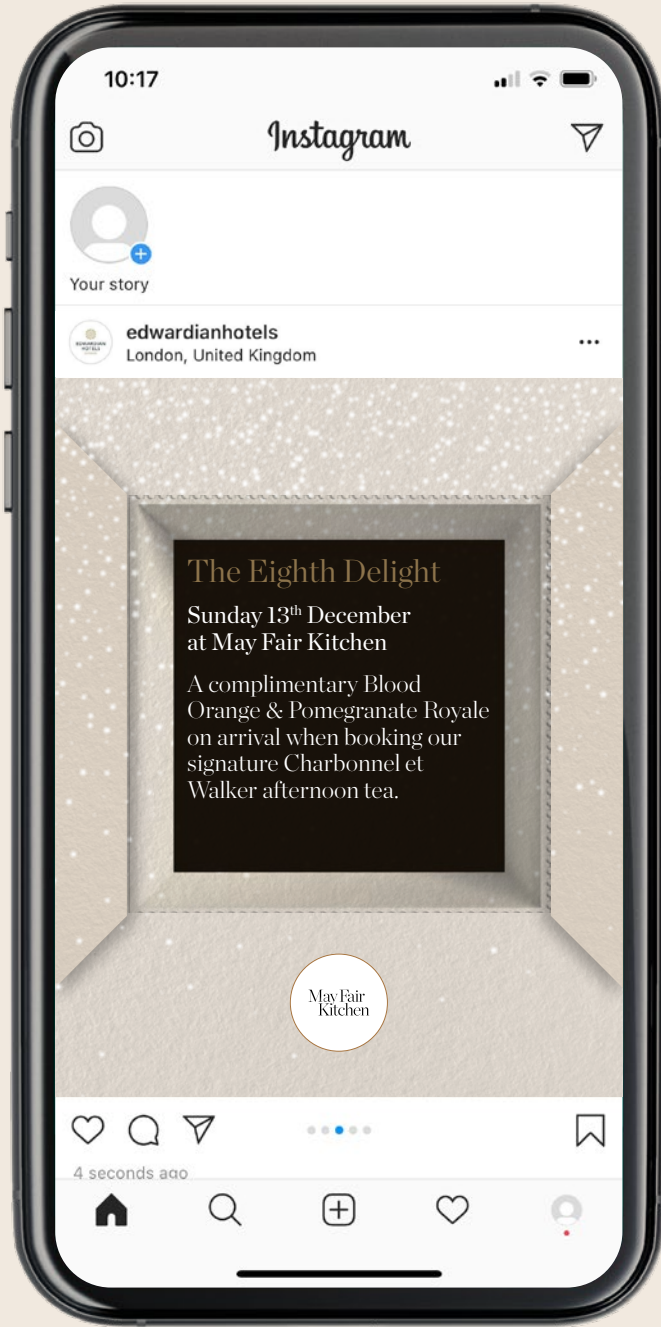 10:17
Instagram
Your story
EDWARDIAN
HOTELS
edwardianhotels
London, United Kingdom
The Eighth Delight
Sunday 13th December
at May Fair Kitchen
A complimentary Blood
Orange & Pomegranate Royale
on arrival when booking our
signature Charbonnel et
Walker afternoon tea.
May Fair
Kitchen
4 seconds ago